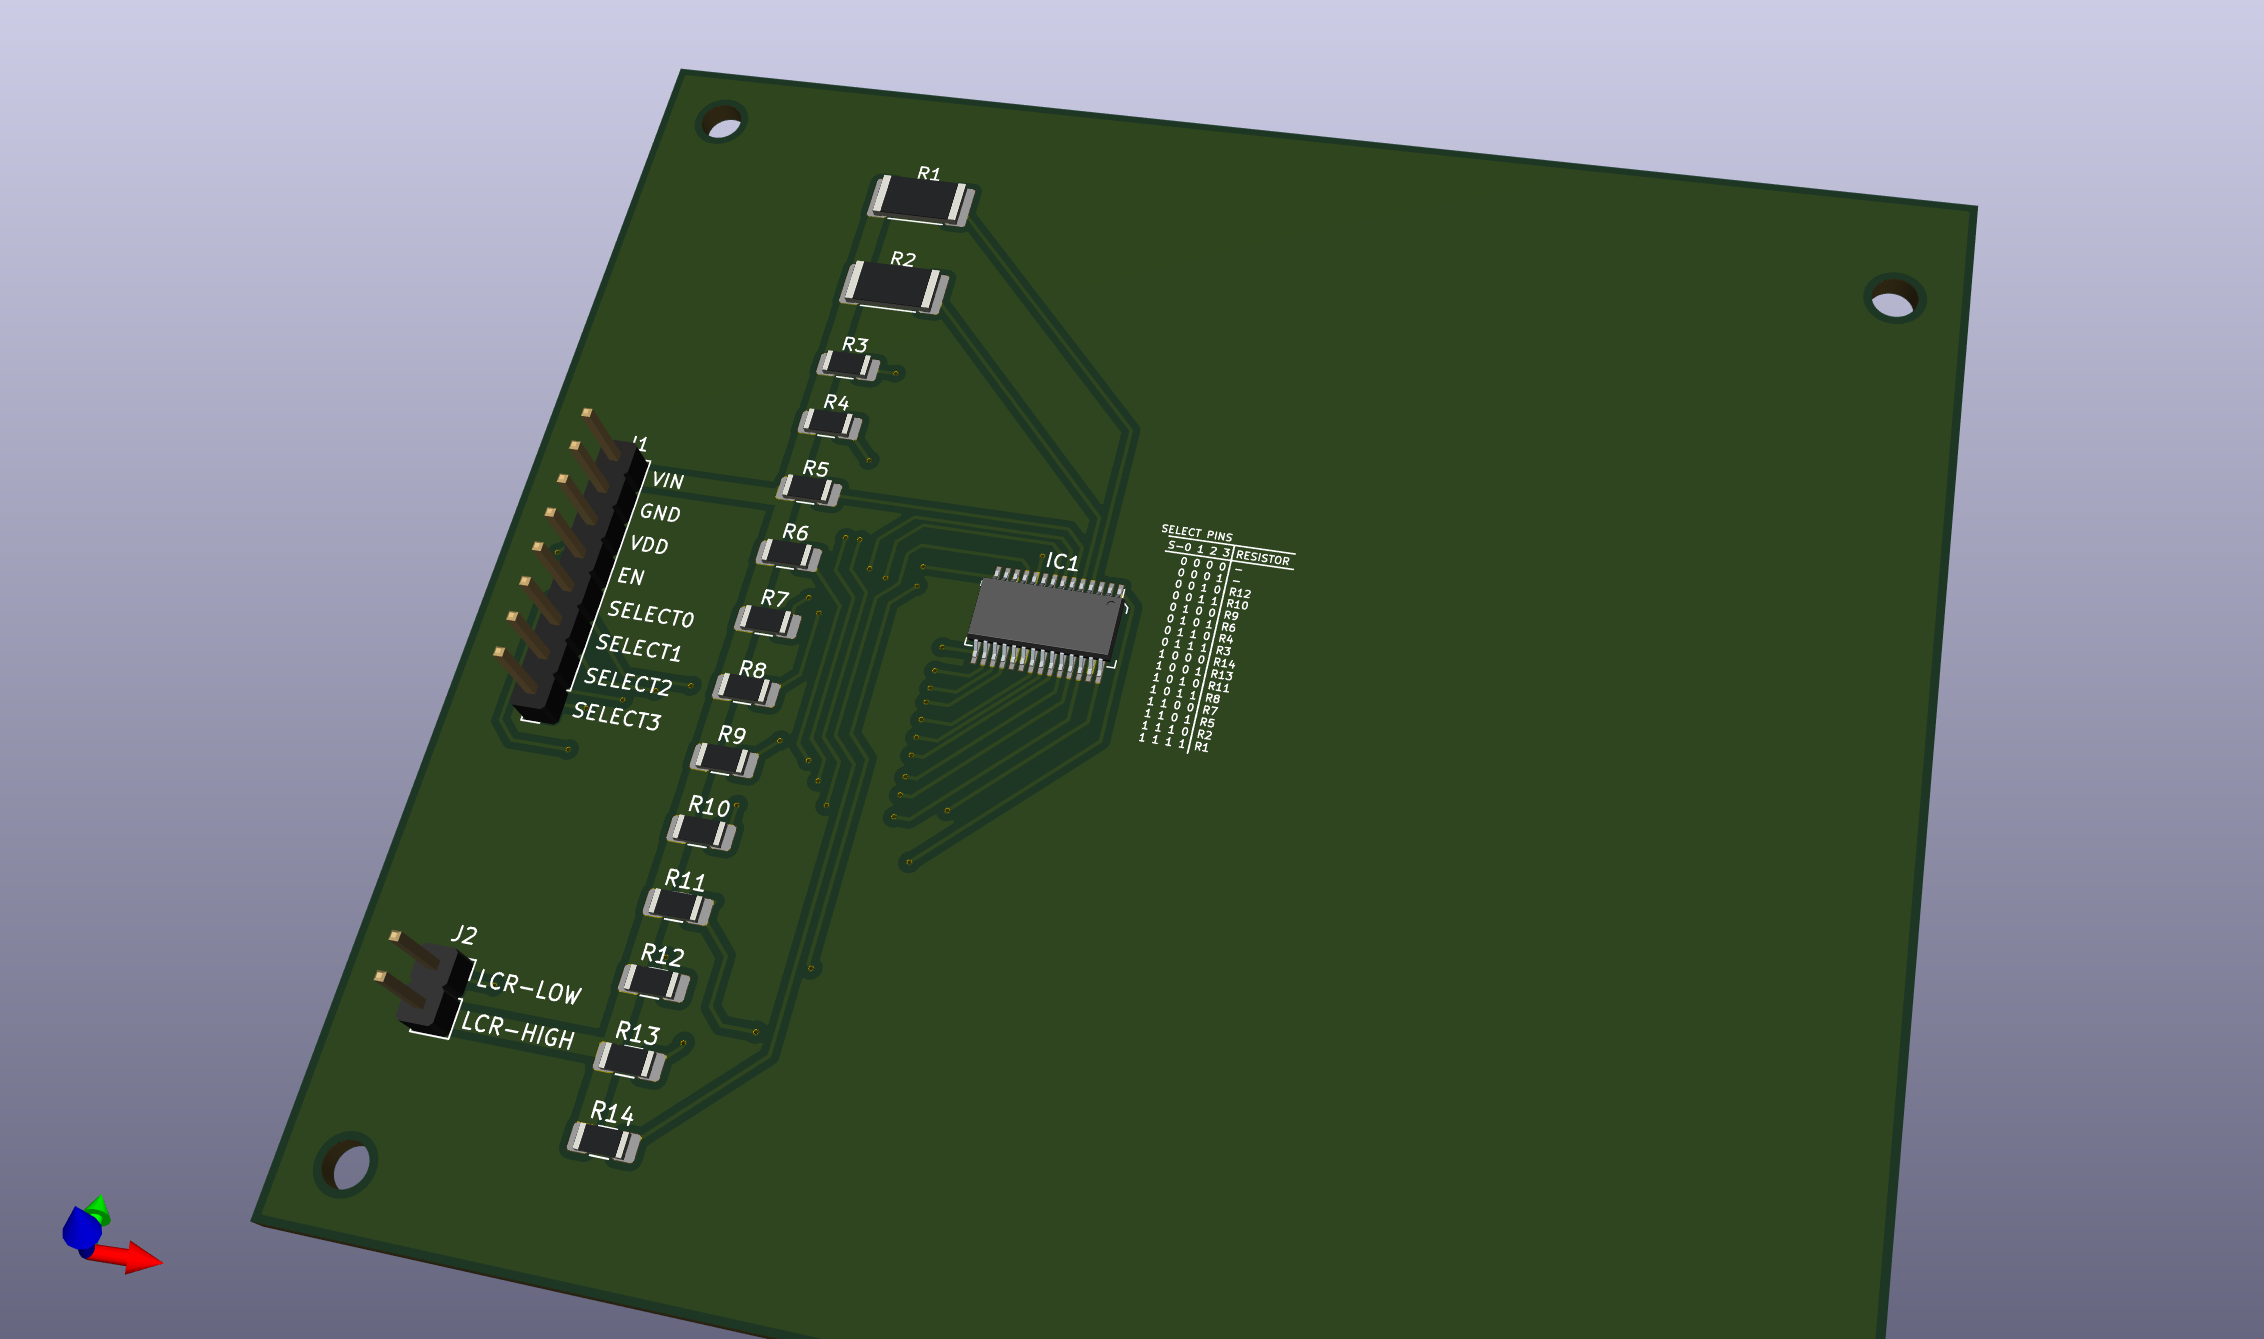 R1
R2
R3
R4
J1
R5
VIN
GND
R6
VDD
EN
R7
SELECT0
SELECT1
R8
SELECT2
SELECT3
R9
R10
R11
J2
R12
LCR-LOW
LCR-HIGH
R13
R14
IC1
SELECT PINS
S-0 1 2 3 RESISTOR
0 0 0 0 –
0 0 0 1 –
0 0 1 0 R12
0 0 1 1 R10
0 1 0 0 R9
0 1 0 1 R6
0 1 1 0 R4
0 1 1 1 R3
1 0 0 0 R14
1 0 0 1 R13
1 0 1 0 R11
1 0 1 1 R8
1 1 0 0 R7
1 1 0 1 R5
1 1 1 0 R2
1 1 1 1 R1